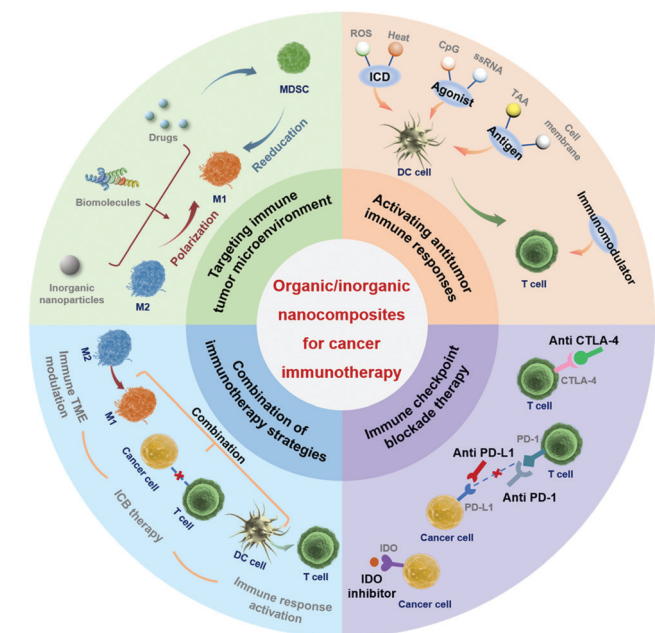 Organic/inorganic
nanocomposites
for cancer
immunotherapy
Targeting immune
tumor microenvironment
MDSC
Drugs
Reeducation
M1
Biomolecules
Polarization
Inorganic
nanoparticles
M2
Activating antitumor
immune responses
ROS
Heat
ICD
CpG
ssRNA
Agonist
TAA
Antigen
Cell
membrane
DC cell
Immunomodulator
T cell
Immune checkpoint
blockade therapy
Anti CTLA-4
CTLA-4
T cell
PD-1
Anti PD-L1
T cell
Anti PD-1
PD-L1
Cancer cell
IDO
IDO
inhibitor
Cancer cell
Combination of
immunotherapy strategies
M2
Immune TME
modulation
M1
Combination
Cancer cell
T cell
ICB therapy
DC cell
T cell
Immune response
activation